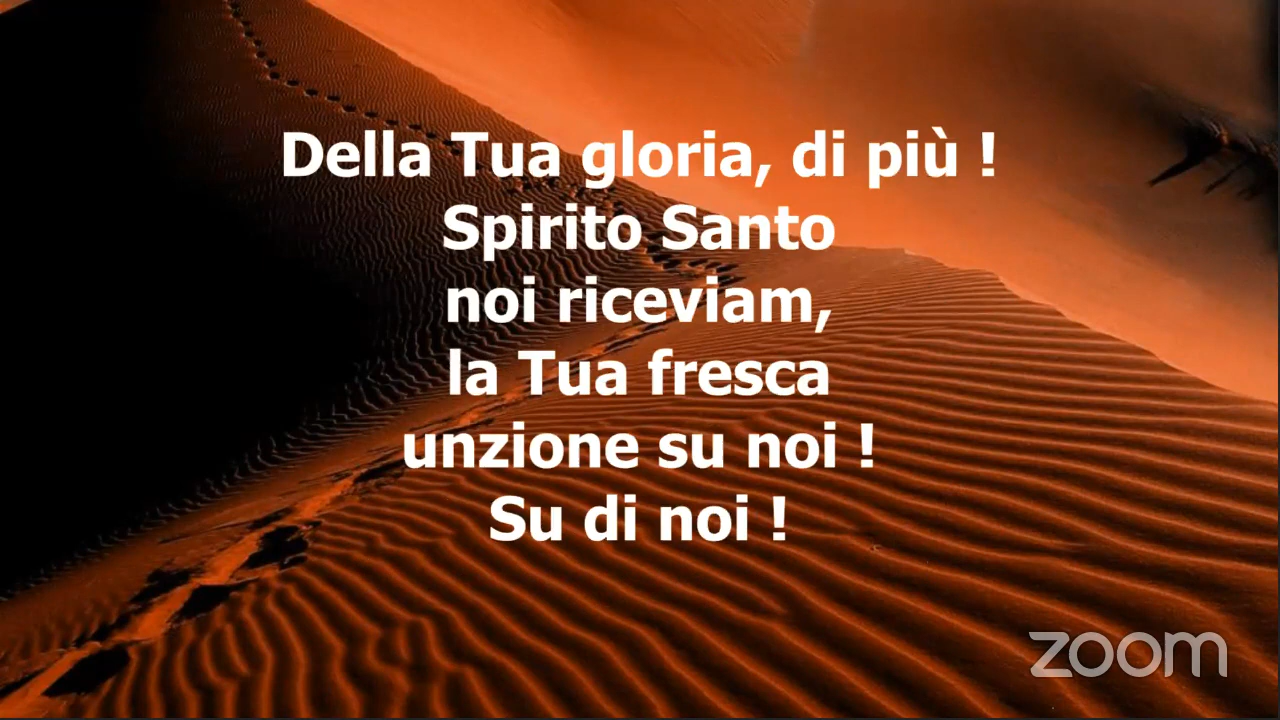 Della Tua gloria, di più !
Spirito Santo
noi riceviam,
la Tua fresca
unzione su noi !
Su di noi !
zoom